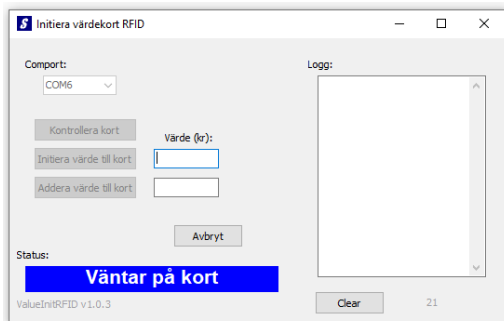 S Initiera värdekort RFID
Comport:
COM6
Logg:
Kontrollera kort
Värde (kr):
Initiera värde till kort
Addera värde till kort
Avbryt
Status:
Väntar på kort
ValueInitRFID v1.0.3
Clear
21